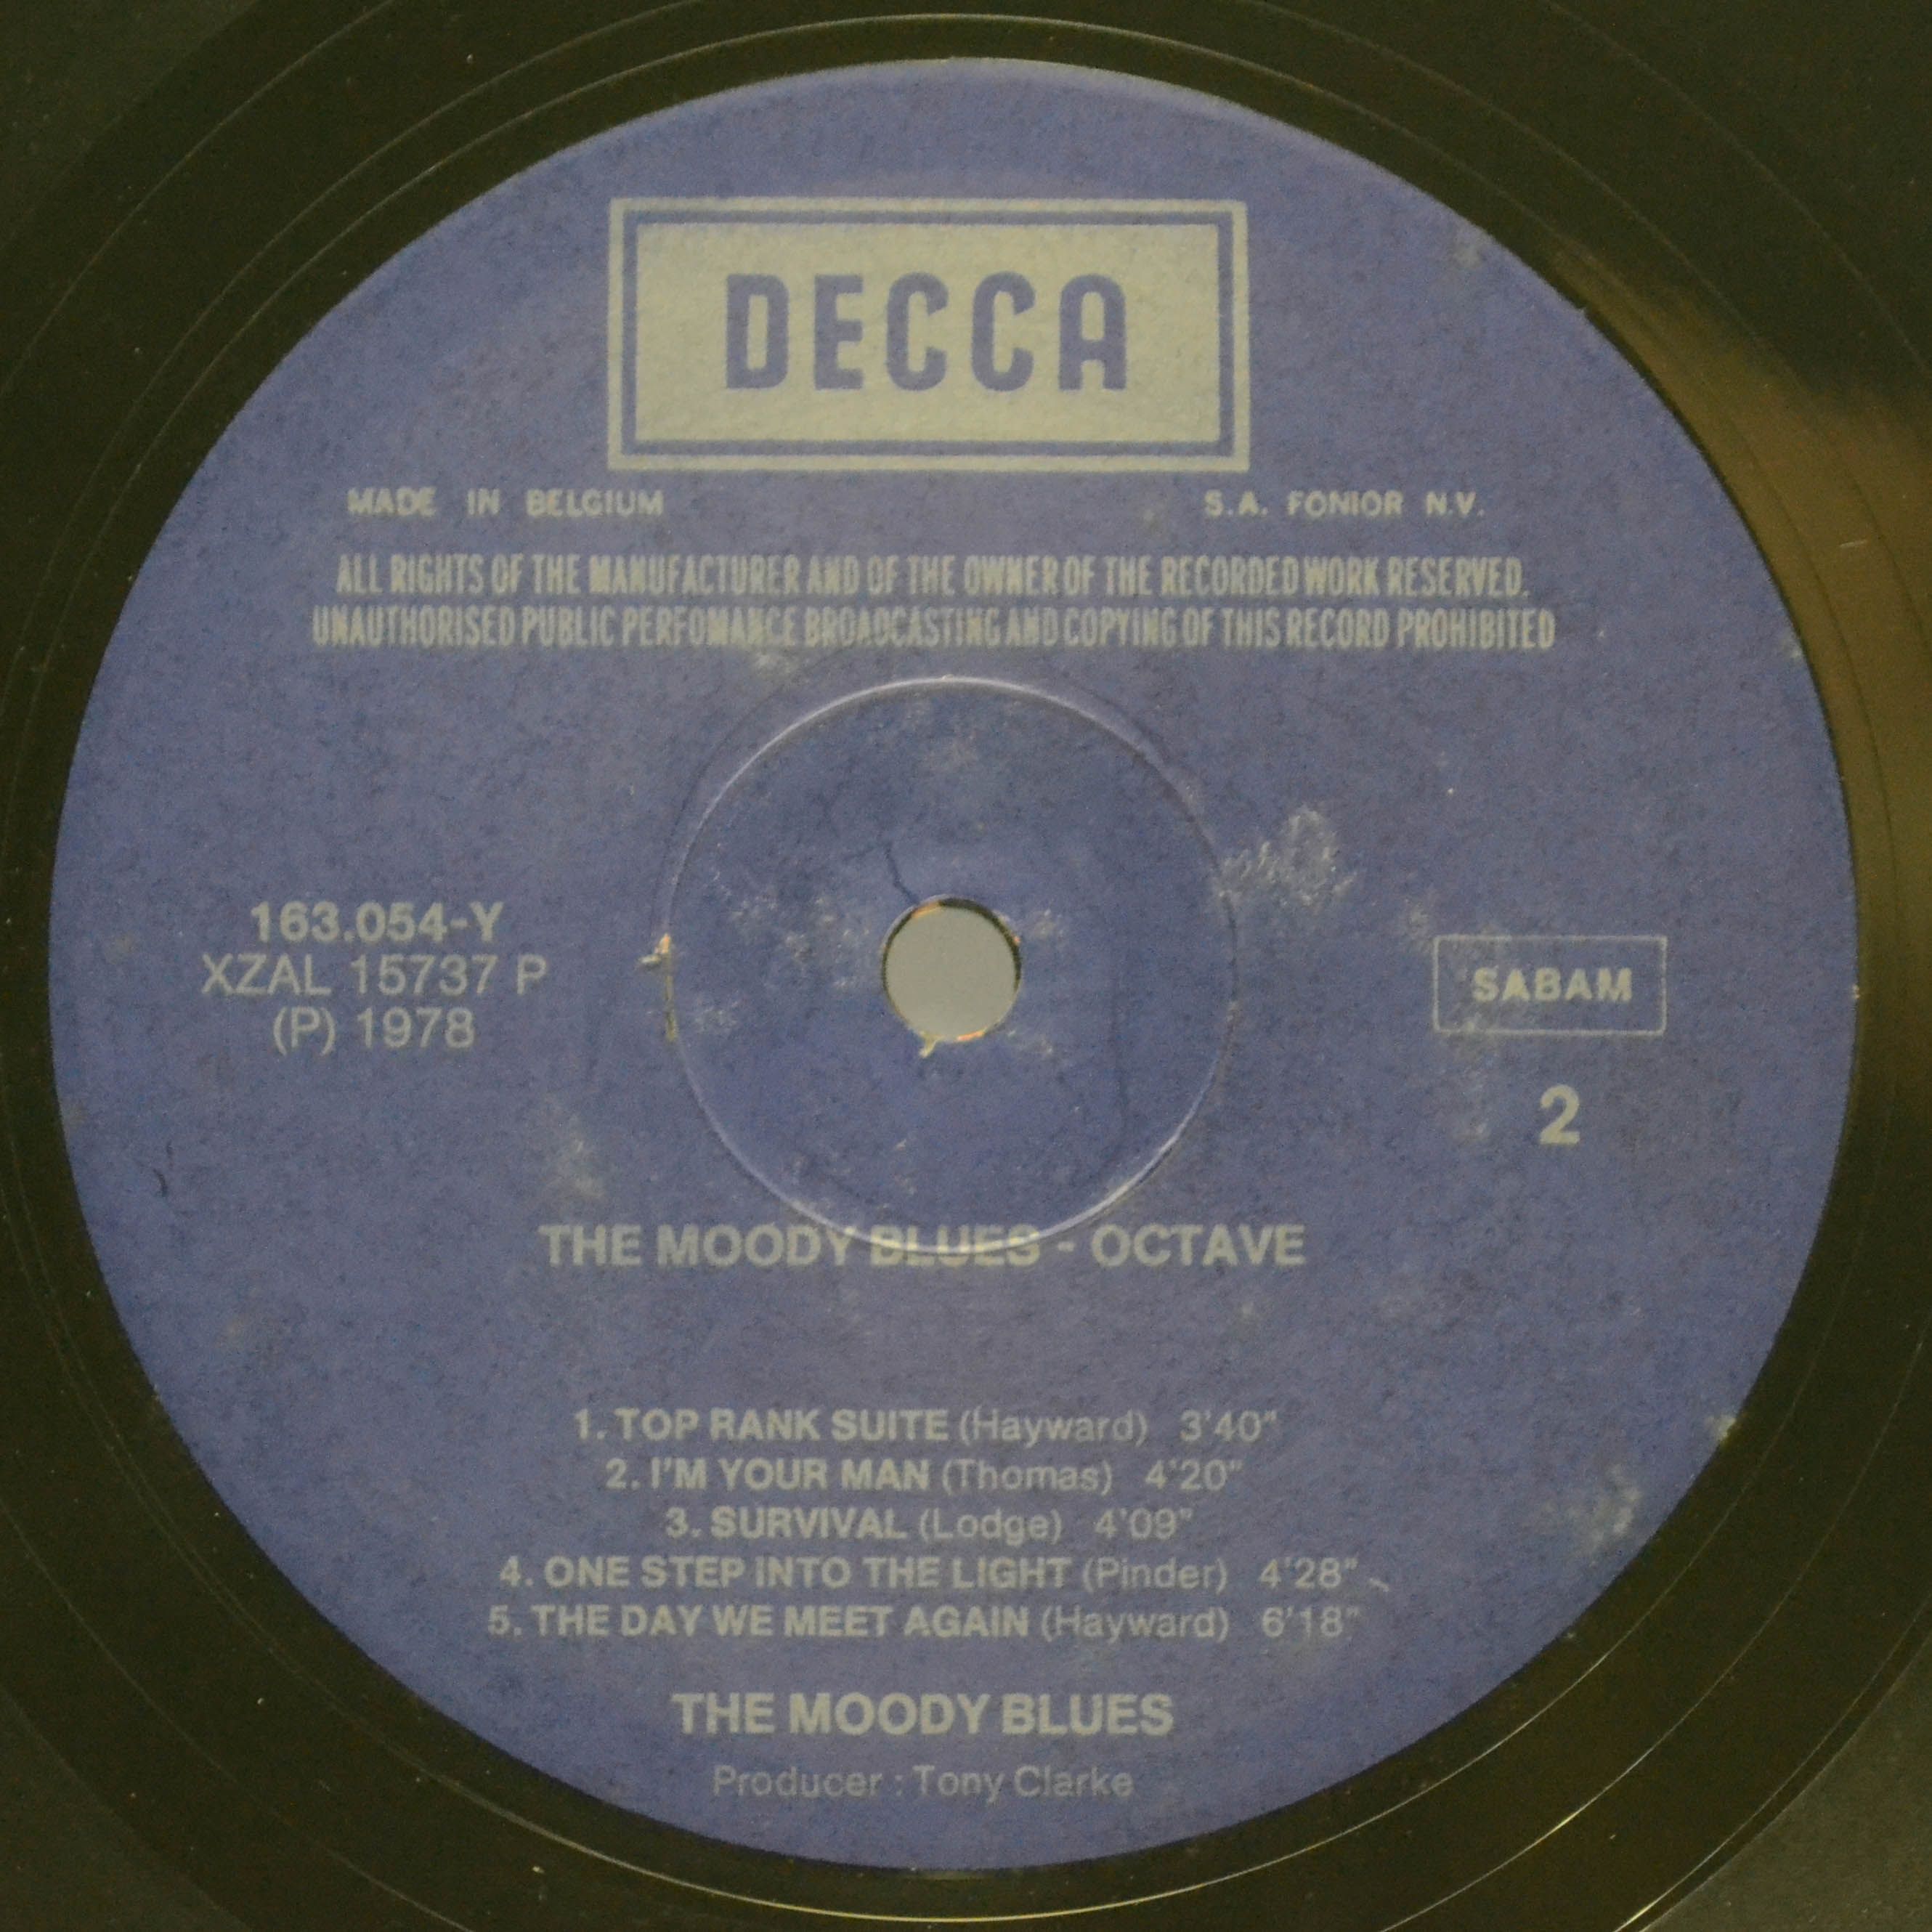 DECCA
MADE IN BELGIUM S.A. FONIOR N.V.
ALL RIGHTS OF THE MANUFACTURER AND OF THE OWNER OF THE RECORDED WORK RESERVED.
UNAUTHORISED PUBLIC PERFOMANCE BROADCASTING AND COPYING OF THIS RECORD PROHIBITED
163.054-Y
XZAL 15737 P
(P) 1978
SABAM
2
THE MOODY BLUES - OCTAVE
1. TOP RANK SUITE (Hayward) 3'40"
2. I'M YOUR MAN (Thomas) 4'20"
3. SURVIVAL (Lodge) 4'09"
4. ONE STEP INTO THE LIGHT (Pinder) 4'28"
5. THE DAY WE MEET AGAIN (Hayward) 6'18"
THE MOODY BLUES
Producer : Tony Clarke